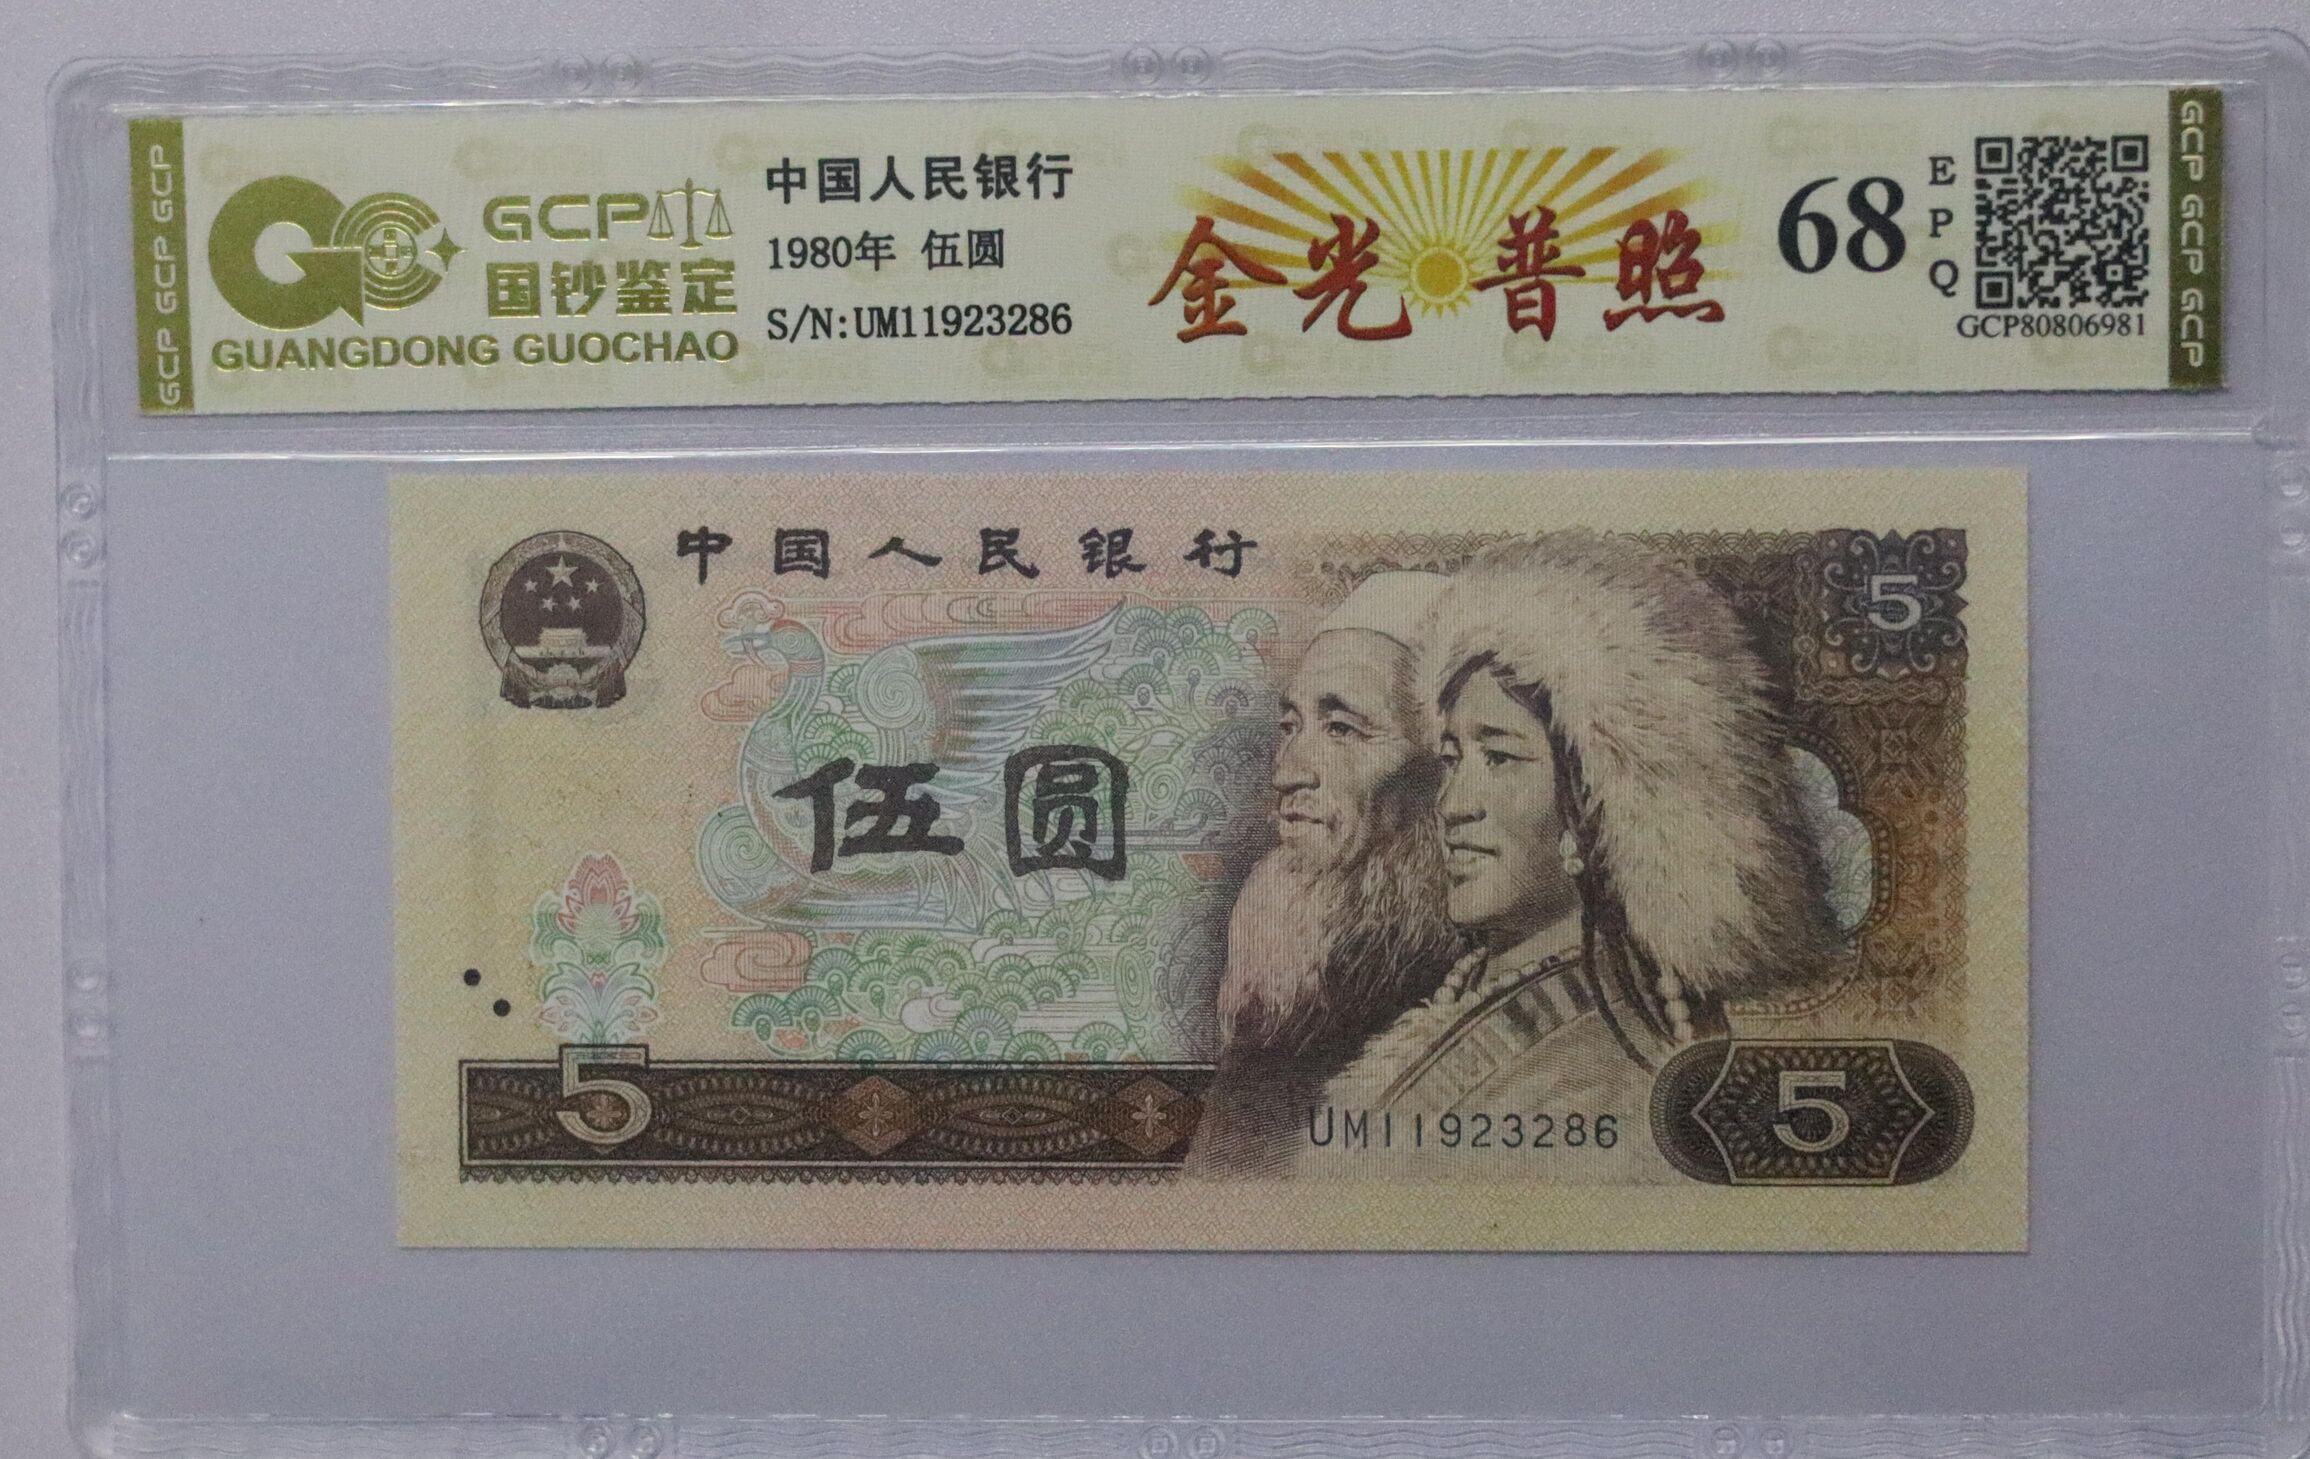 GCP GCP GCP
GCP
国钞鉴定
GUANGDONG GUOCHAO
中国人民银行
1980年 伍圆
S/N:UM11923286
金光普照
68
EPQ
GCP80806981
GCP GCP GCP
中国人民银行
5
伍圆
5
UM11923286
5